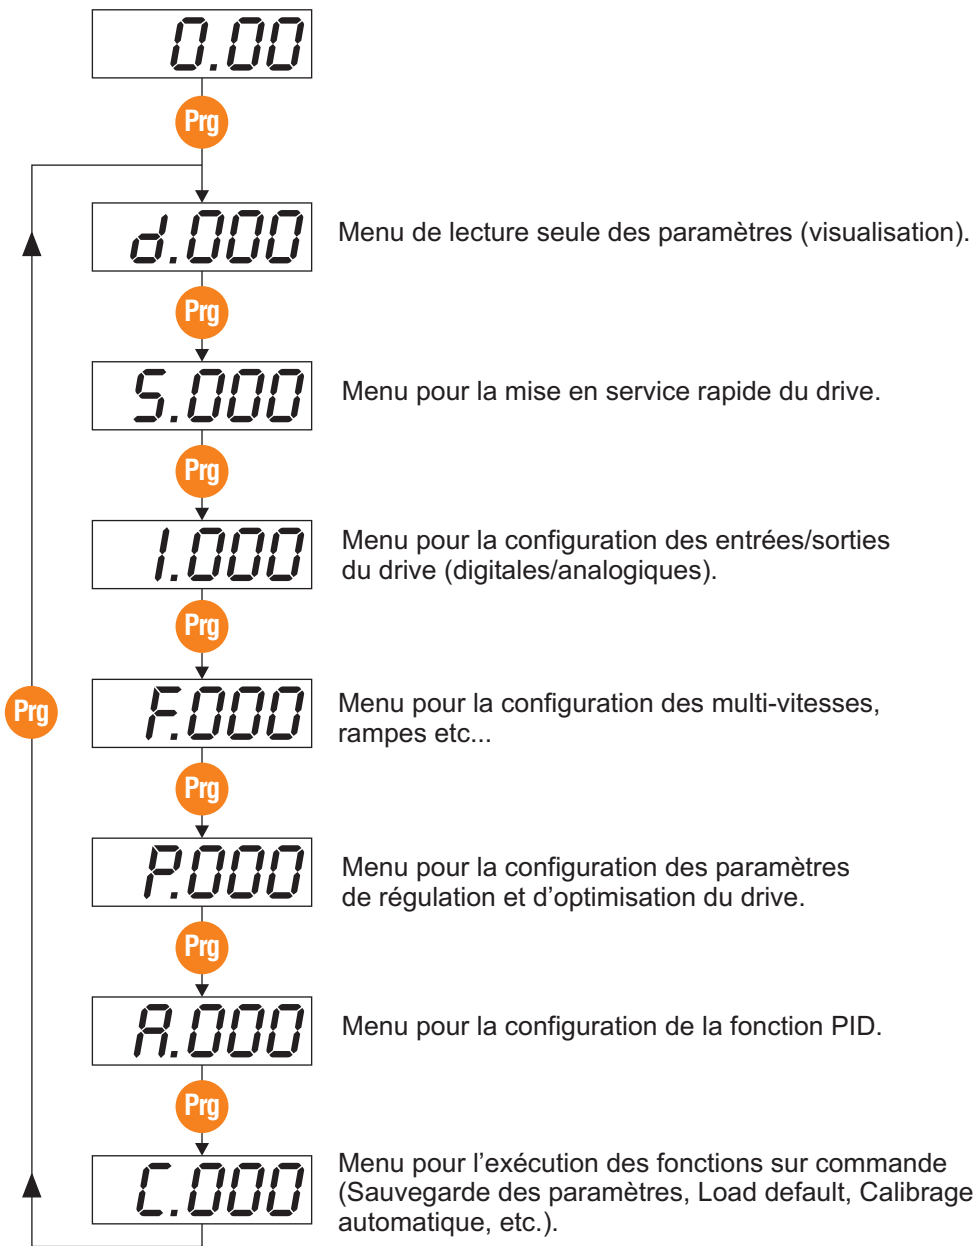 0.00
Prg
d.000
Menu de lecture seule des paramètres (visualisation).
Prg
S.000
Menu pour la mise en service rapide du drive.
Prg
I.000
Menu pour la configuration des entrées/sorties
du drive (digitales/analogiques).
Prg
F.000
Menu pour la configuration des multi-vitesses,
rampes etc...
Prg
Prg
P.000
Menu pour la configuration des paramètres
de régulation et d’optimisation du drive.
Prg
A.000
Menu pour la configuration de la fonction PID.
Prg
C.000
Menu pour l’exécution des fonctions sur commande
(Sauvegarde des paramètres, Load default, Calibrage
automatique, etc.).